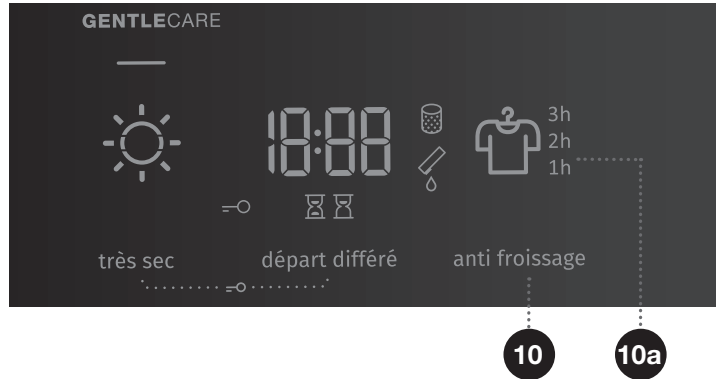 GENTLECARE
18:88
3h
2h
1h
très sec
départ différé
anti froissage
10
10a